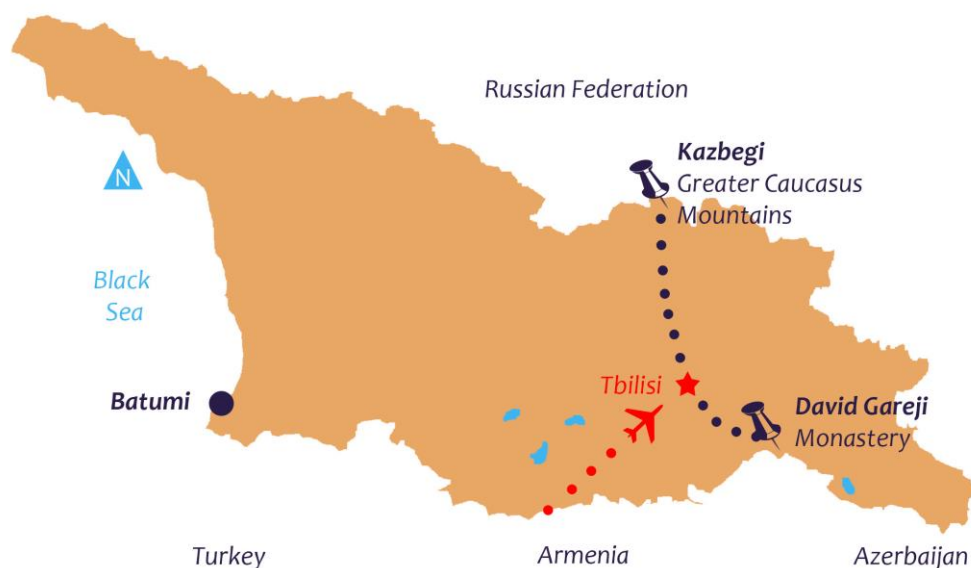 Russian Federation
Kazbegi
Greater Caucasus
Mountains
N
Black
Sea
Tbilisi
Batumi
David Gareji
Monastery
Turkey
Armenia
Azerbaijan